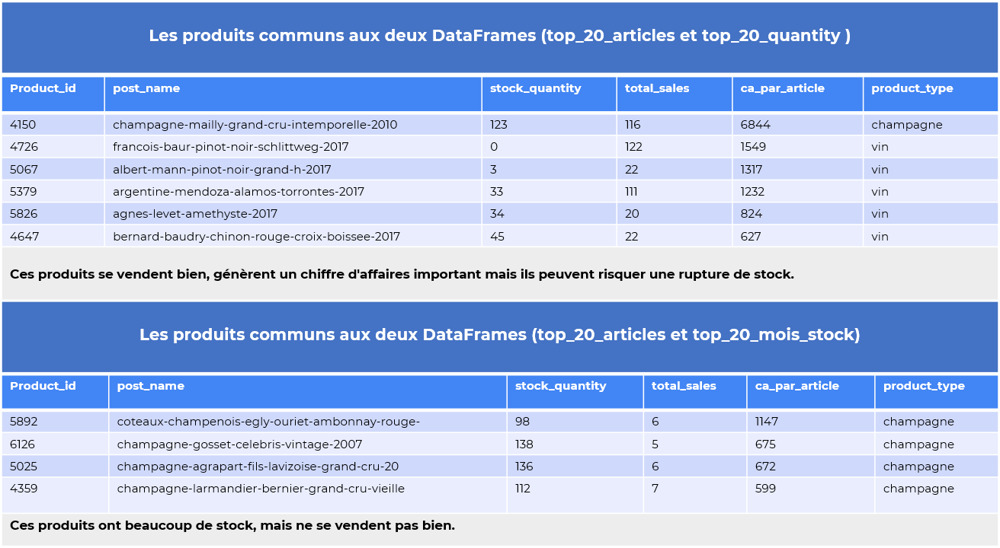 Les produits communs aux deux DataFrames (top_20_articles et top_20_quantity )
Product_id post_name stock_quantity total_sales ca_par_article product_type
4150 champagne-mailly-grand-cru-intemporelle-2010 123 116 6844 champagne
4726 francois-baur-pinot-noir-schlittweg-2017 0 122 1549 vin
5067 albert-mann-pinot-noir-grand-h-2017 3 22 1317 vin
5379 argentine-mendoza-alamos-torrontes-2017 33 111 1232 vin
5826 agnes-levet-amethyste-2017 34 20 824 vin
4647 bernard-baudry-chinon-rouge-croix-boissee-2017 45 22 627 vin
Ces produits se vendent bien, génèrent un chiffre d'affaires important mais ils peuvent risquer une rupture de stock.
Les produits communs aux deux DataFrames (top_20_articles et top_20_mois_stock)
Product_id post_name stock_quantity total_sales ca_par_article product_type
5892 coteaux-champenois-egly-ouriet-ambonnay-rouge- 98 6 1147 champagne
6126 champagne-gosset-celebris-vintage-2007 138 5 675 champagne
5025 champagne-agrapart-fils-lavizoise-grand-cru-20 136 6 672 champagne
4359 champagne-larmandier-bernier-grand-cru-vieille 112 7 599 champagne
Ces produits ont beaucoup de stock, mais ne se vendent pas bien.